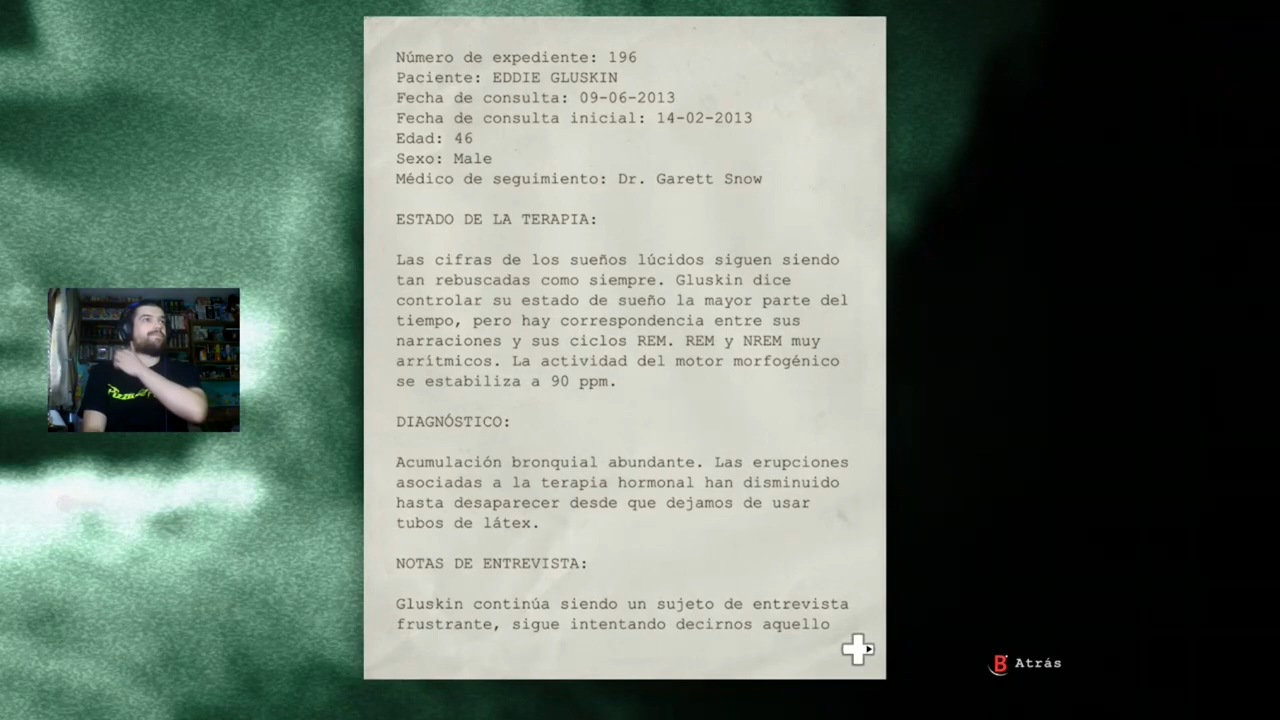 Número de expediente: 196
Paciente: EDDIE GLUSKIN
Fecha de consulta: 09-06-2013
Fecha de consulta inicial: 14-02-2013
Edad: 46
Sexo: Male
Médico de seguimiento: Dr. Garett Snow
ESTADO DE LA TERAPIA:
Las cifras de los sueños lúcidos siguen siendo
tan rebuscadas como siempre. Gluskin dice
controlar su estado de sueño la mayor parte del
tiempo, pero hay correspondencia entre sus
narraciones y sus ciclos REM. REM y NREM muy
arrítmicos. La actividad del motor morfogénico
se estabiliza a 90 ppm.
DIAGNÓSTICO:
Acumulación bronquial abundante. Las erupciones
asociadas a la terapia hormonal han disminuido
hasta desaparecer desde que dejamos de usar
tubos de látex.
NOTAS DE ENTREVISTA:
Gluskin continúa siendo un sujeto de entrevista
frustrante, sigue intentando decirnos aquello
B Atrás